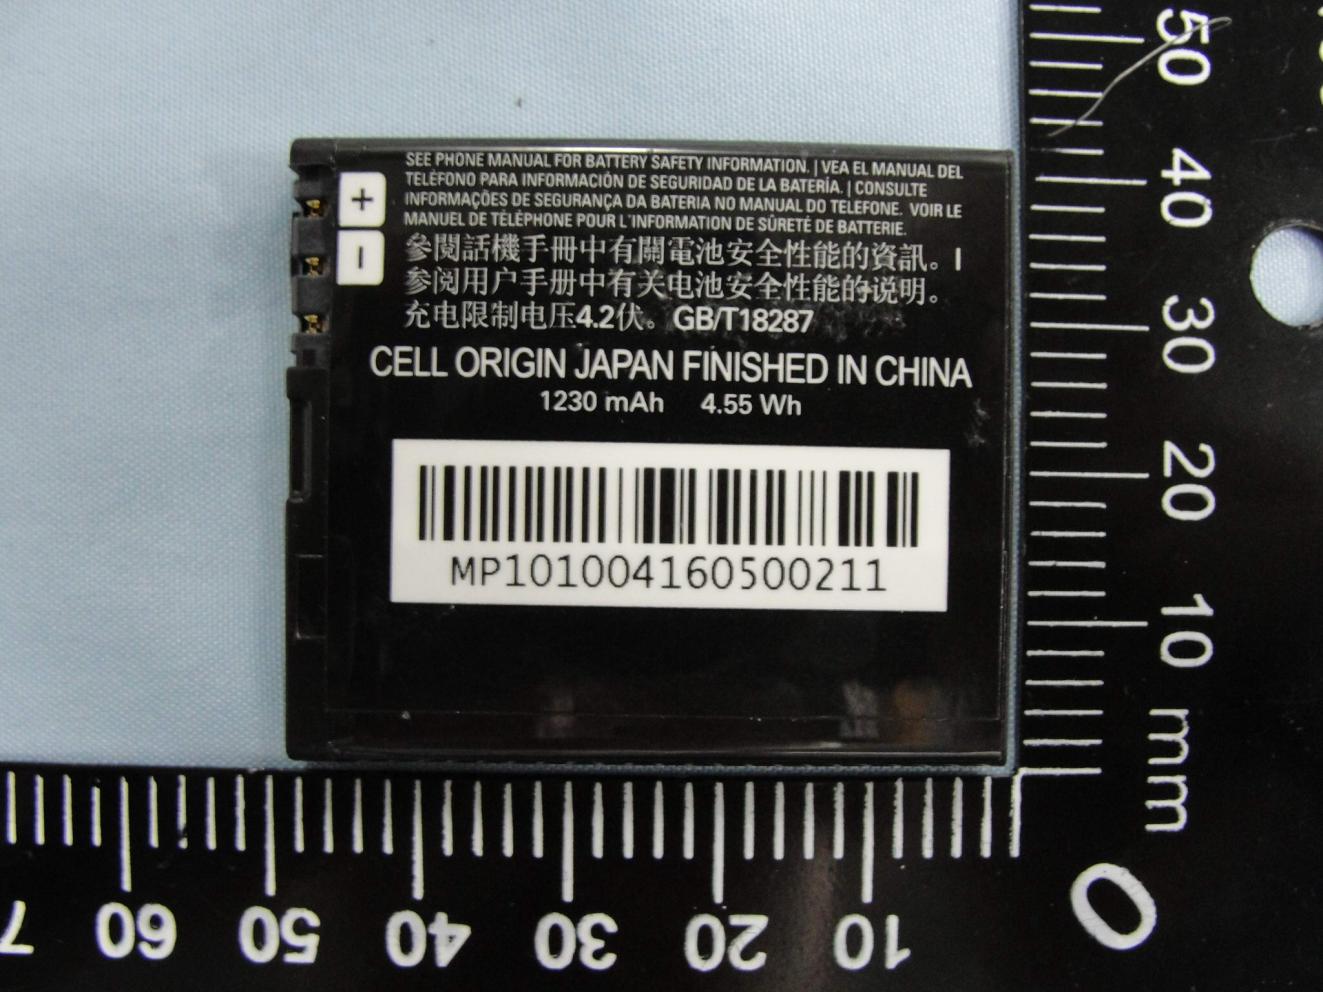 SEE PHONE MANUAL FOR BATTERY SAFETY INFORMATION. | VEA EL MANUAL DEL
TELÉFONO PARA INFORMACIÓN DE SEGURIDAD DE LA BATERÍA. | CONSULTE
INFORMAÇÕES DE SEGURANÇA DA BATERIA NO MANUAL DO TELEFONE. VOIR LE
MANUEL DE TÉLÉPHONE POUR L'INFORMATION DE SÛRETÉ DE BATTERIE.
+
–
參閱話機手冊中有關電池安全性能的資訊。|
参阅用户手册中有关电池安全性能的说明。
充电限制电压4.2伏。 GB/T18287
CELL ORIGIN JAPAN FINISHED IN CHINA
1230 mAh 4.55 Wh
MP101004160500211
50
40
30
20
10
mm
0
10
20
30
40
50
60